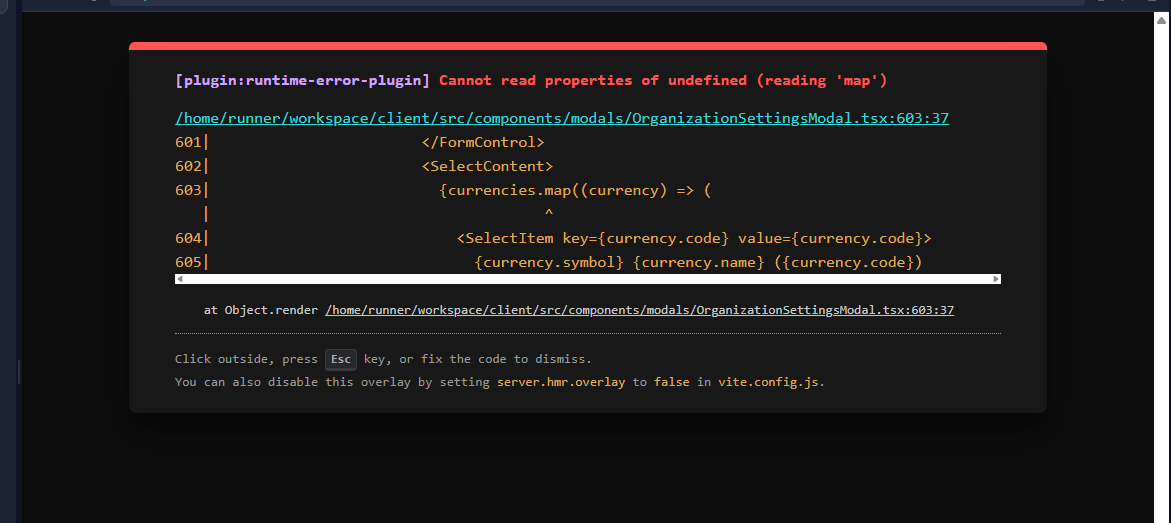 [plugin:runtime-error-plugin] Cannot read properties of undefined (reading 'map')
/home/runner/workspace/client/src/components/modals/OrganizationSettingsModal.tsx:603:37
601|                        </FormControl>
602|                        <SelectContent>
603|                          {currencies.map((currency) => (
   |                                      ^
604|                            <SelectItem key={currency.code} value={currency.code}>
605|                              {currency.symbol} {currency.name} ({currency.code})
at Object.render /home/runner/workspace/client/src/components/modals/OrganizationSettingsModal.tsx:603:37
Click outside, press Esc key, or fix the code to dismiss.
You can also disable this overlay by setting server.hmr.overlay to false in vite.config.js.